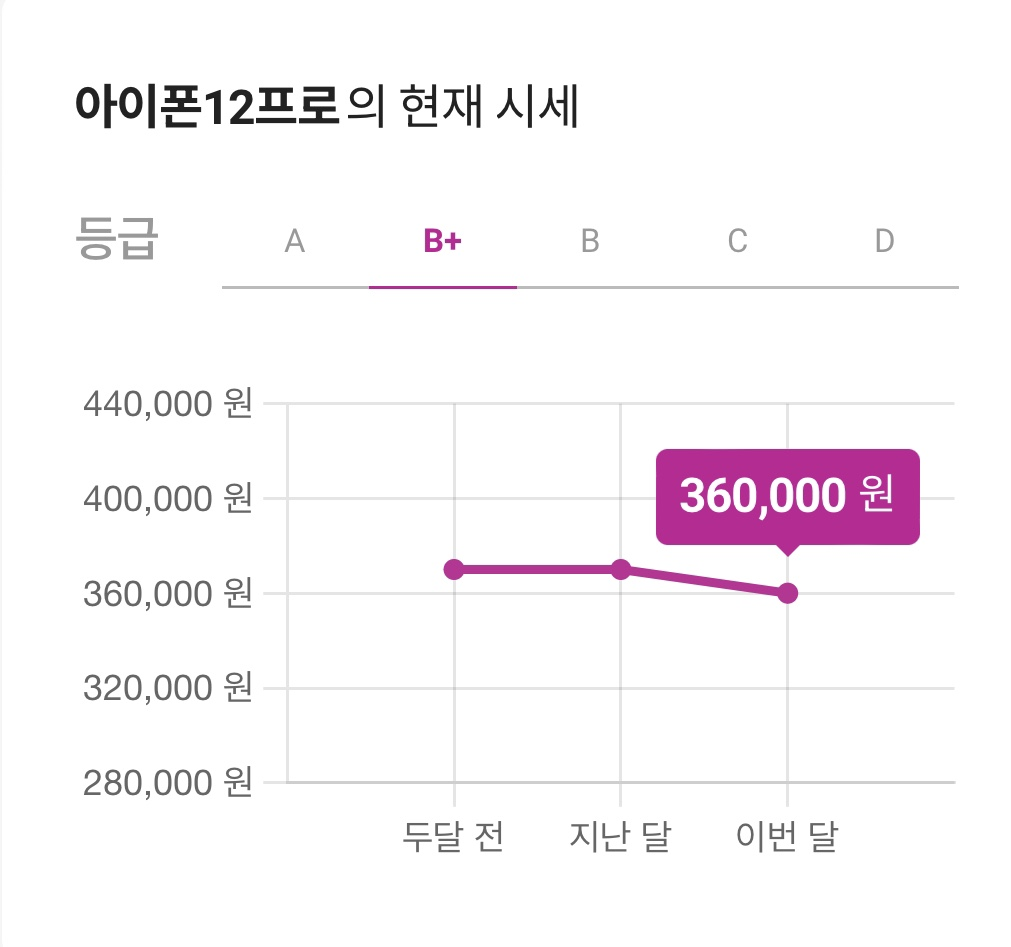 아이폰12프로의 현재 시세
등급 A B+ B C D
440,000 원
400,000 원
360,000 원
360,000 원
320,000 원
280,000 원
두달 전 지난 달 이번 달